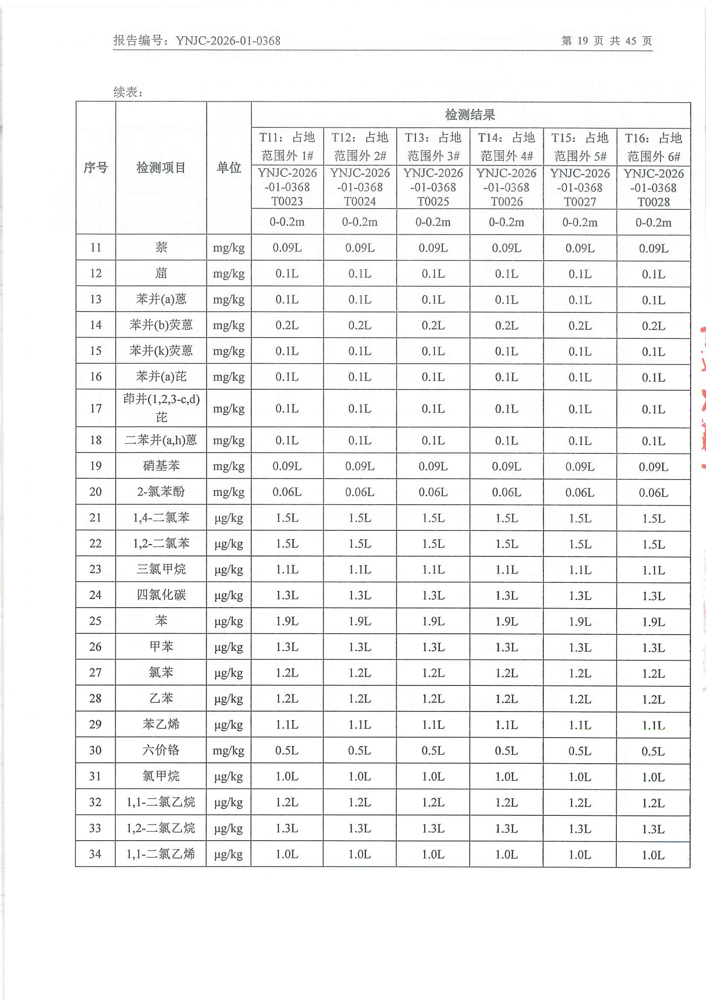 报告编号：YNJC-2026-01-0368 第 19 页 共 45 页
续表：
序号 检测项目 单位 检测结果
T11：占地范围外 1# T12：占地范围外 2# T13：占地范围外 3# T14：占地范围外 4# T15：占地范围外 5# T16：占地范围外 6#
YNJC-2026-01-0368T0023 YNJC-2026-01-0368T0024 YNJC-2026-01-0368T0025 YNJC-2026-01-0368T0026 YNJC-2026-01-0368T0027 YNJC-2026-01-0368T0028
0-0.2m 0-0.2m 0-0.2m 0-0.2m 0-0.2m 0-0.2m
11 萘 mg/kg 0.09L 0.09L 0.09L 0.09L 0.09L 0.09L
12 䓛 mg/kg 0.1L 0.1L 0.1L 0.1L 0.1L 0.1L
13 苯并(a)蒽 mg/kg 0.1L 0.1L 0.1L 0.1L 0.1L 0.1L
14 苯并(b)荧蒽 mg/kg 0.2L 0.2L 0.2L 0.2L 0.2L 0.2L
15 苯并(k)荧蒽 mg/kg 0.1L 0.1L 0.1L 0.1L 0.1L 0.1L
16 苯并(a)芘 mg/kg 0.1L 0.1L 0.1L 0.1L 0.1L 0.1L
17 茚并(1,2,3-c,d)芘 mg/kg 0.1L 0.1L 0.1L 0.1L 0.1L 0.1L
18 二苯并(a,h)蒽 mg/kg 0.1L 0.1L 0.1L 0.1L 0.1L 0.1L
19 硝基苯 mg/kg 0.09L 0.09L 0.09L 0.09L 0.09L 0.09L
20 2-氯苯酚 mg/kg 0.06L 0.06L 0.06L 0.06L 0.06L 0.06L
21 1,4-二氯苯 μg/kg 1.5L 1.5L 1.5L 1.5L 1.5L 1.5L
22 1,2-二氯苯 μg/kg 1.5L 1.5L 1.5L 1.5L 1.5L 1.5L
23 三氯甲烷 μg/kg 1.1L 1.1L 1.1L 1.1L 1.1L 1.1L
24 四氯化碳 μg/kg 1.3L 1.3L 1.3L 1.3L 1.3L 1.3L
25 苯 μg/kg 1.9L 1.9L 1.9L 1.9L 1.9L 1.9L
26 甲苯 μg/kg 1.3L 1.3L 1.3L 1.3L 1.3L 1.3L
27 氯苯 μg/kg 1.2L 1.2L 1.2L 1.2L 1.2L 1.2L
28 乙苯 μg/kg 1.2L 1.2L 1.2L 1.2L 1.2L 1.2L
29 苯乙烯 μg/kg 1.1L 1.1L 1.1L 1.1L 1.1L 1.1L
30 六价铬 mg/kg 0.5L 0.5L 0.5L 0.5L 0.5L 0.5L
31 氯甲烷 μg/kg 1.0L 1.0L 1.0L 1.0L 1.0L 1.0L
32 1,1-二氯乙烷 μg/kg 1.2L 1.2L 1.2L 1.2L 1.2L 1.2L
33 1,2-二氯乙烷 μg/kg 1.3L 1.3L 1.3L 1.3L 1.3L 1.3L
34 1,1-二氯乙烯 μg/kg 1.0L 1.0L 1.0L 1.0L 1.0L 1.0L